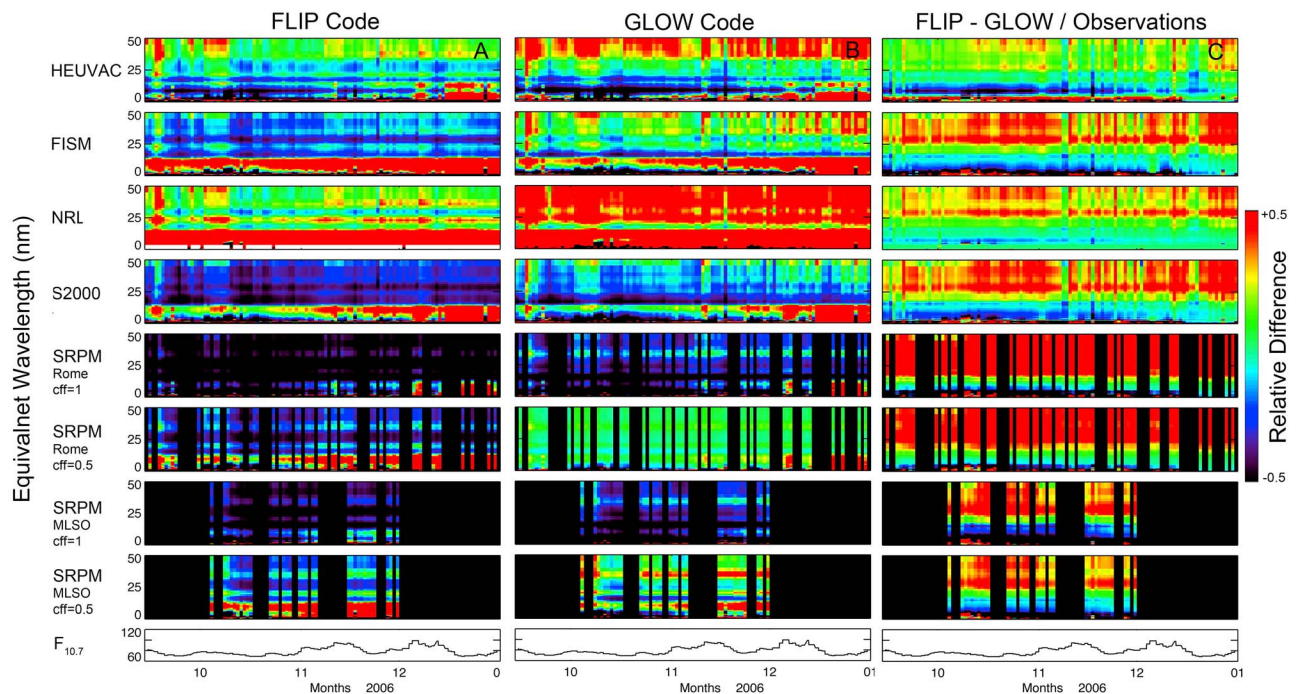 FLIP Code
GLOW Code
FLIP - GLOW / Observations
Equivalnet Wavelength (nm)
HEUVAC
50
25
0
A
B
C
FISM
50
25
0
NRL
50
25
0
S2000
50
25
0
SRPM
Rome
cff=1
50
25
0
SRPM
Rome
cff=0.5
50
25
0
SRPM
MLSO
cff=1
50
25
0
SRPM
MLSO
cff=0.5
50
25
0
F10.7
120
60
10 11 12 0
Months 2006
10 11 12 01
Months 2006
10 11 12 01
Months 2006
+0.5
Relative Difference
-0.5